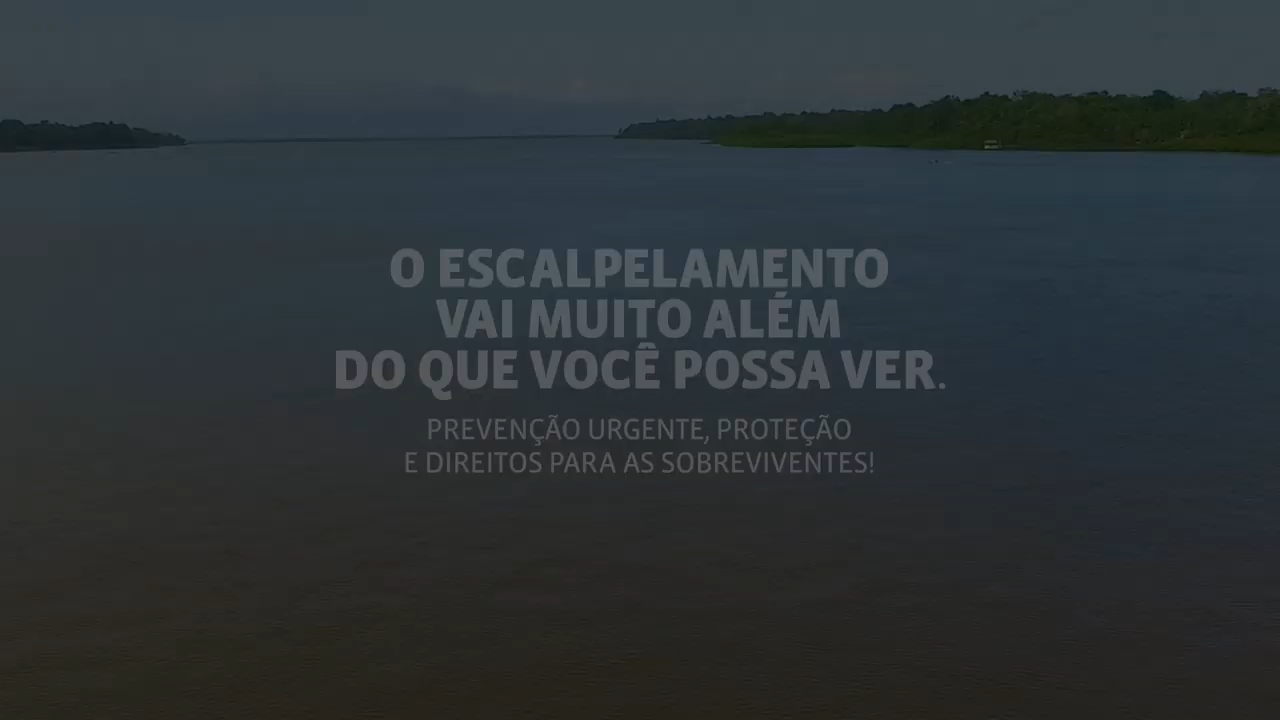 O ESCALPELAMENTO
VAI MUITO ALÉM
DO QUE VOCÊ POSSA VER.
PREVENÇÃO URGENTE, PROTEÇÃO
E DIREITOS PARA AS SOBREVIVENTES!